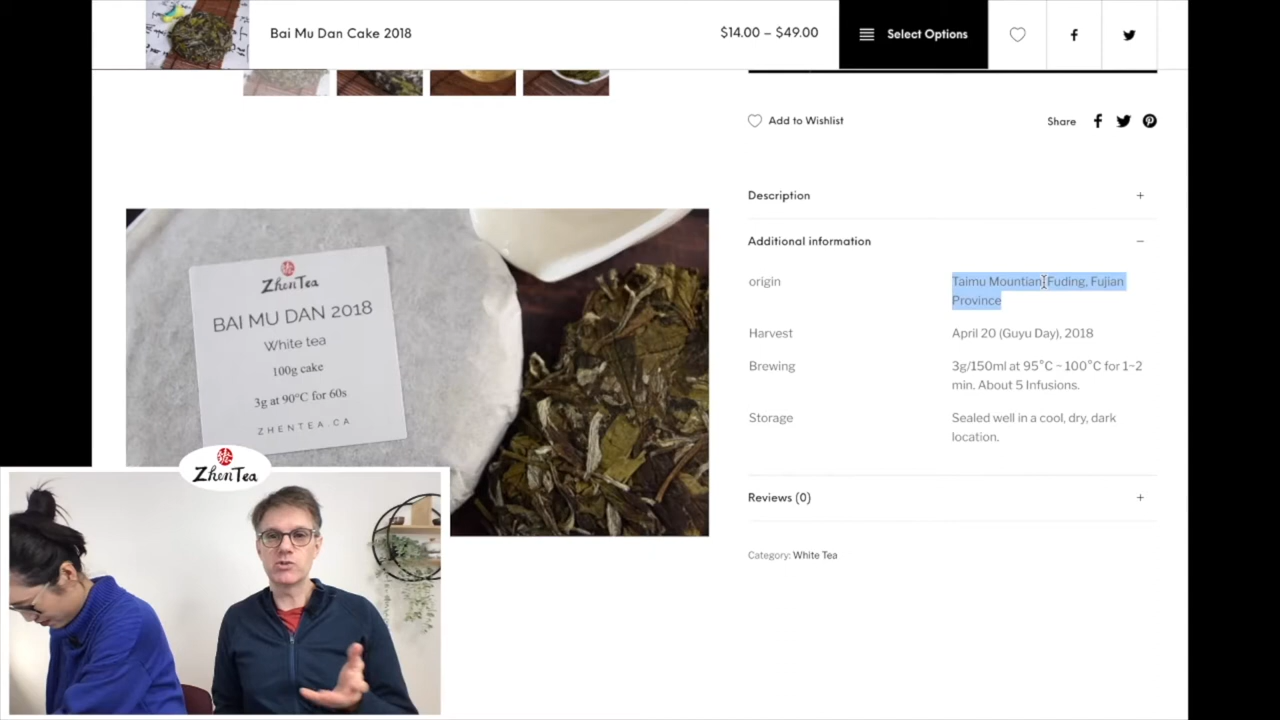 Bai Mu Dan Cake 2018
$14.00 – $49.00
Select Options
Add to Wishlist
Share
Description
Additional information
origin
Taimu Mountian, Fuding, Fujian
Province
Harvest
April 20 (Guyu Day), 2018
Brewing
3g/150ml at 95°C ~ 100°C for 1~2
min. About 5 Infusions.
Storage
Sealed well in a cool, dry, dark
location.
Reviews (0)
Category: White Tea
ZhenTea
BAI MU DAN 2018
White tea
100g cake
3g at 90°C for 60s
ZHENTEA.CA
ZhenTea